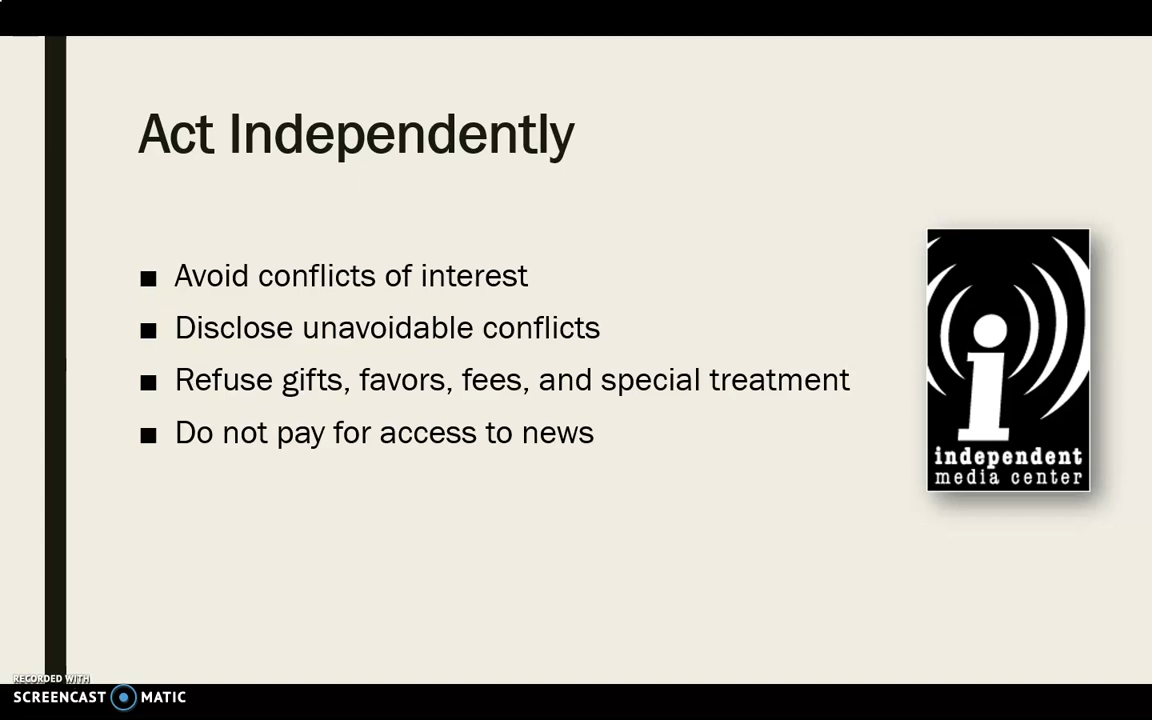 Act Independently
■ Avoid conflicts of interest
■ Disclose unavoidable conflicts
■ Refuse gifts, favors, fees, and special treatment
■ Do not pay for access to news
i
independent
media center
RECORDED WITH
SCREENCAST MATIC